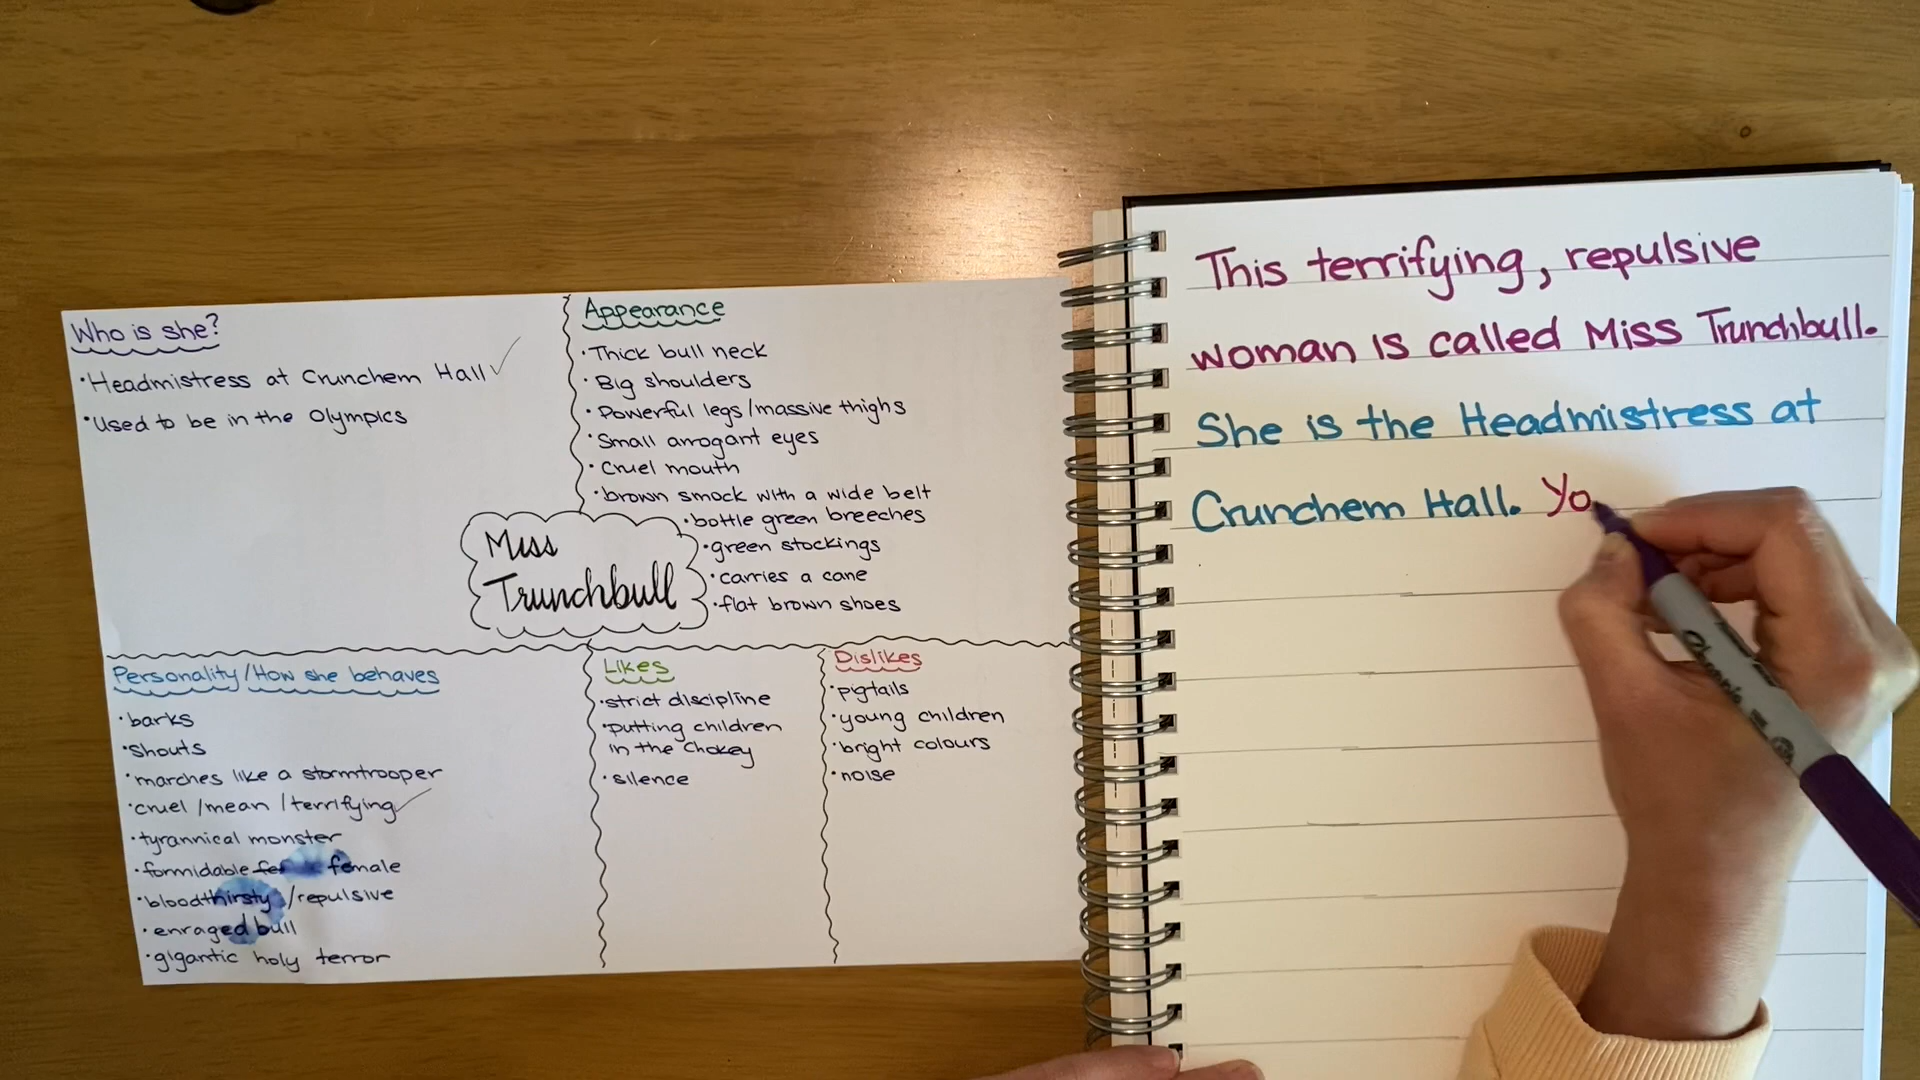 Who is she?
•Headmistress at Crunchem Hall
•Used to be in the Olympics
Appearance
•Thick bull neck
•Big shoulders
•Powerful legs/massive thighs
•Small arrogant eyes
•Cruel mouth
•brown smock with a wide belt
•bottle green breeches
•green stockings
•carries a cane
•flat brown shoes
Miss
Trunchbull
Personality/How she behaves
•barks
•shouts
•marches like a stormtrooper
•cruel/mean/terrifying
•tyrannical monster
•formidable female
•bloodthirsty/repulsive
•enraged bull
•gigantic holy terror
Likes
•strict discipline
•putting children
in the Chokey
•silence
Dislikes
•pigtails
•young children
•bright colours
•noise
This terrifying, repulsive
woman is called Miss Trunchbull.
She is the Headmistress at
Crunchem Hall. Yo
Sharpie